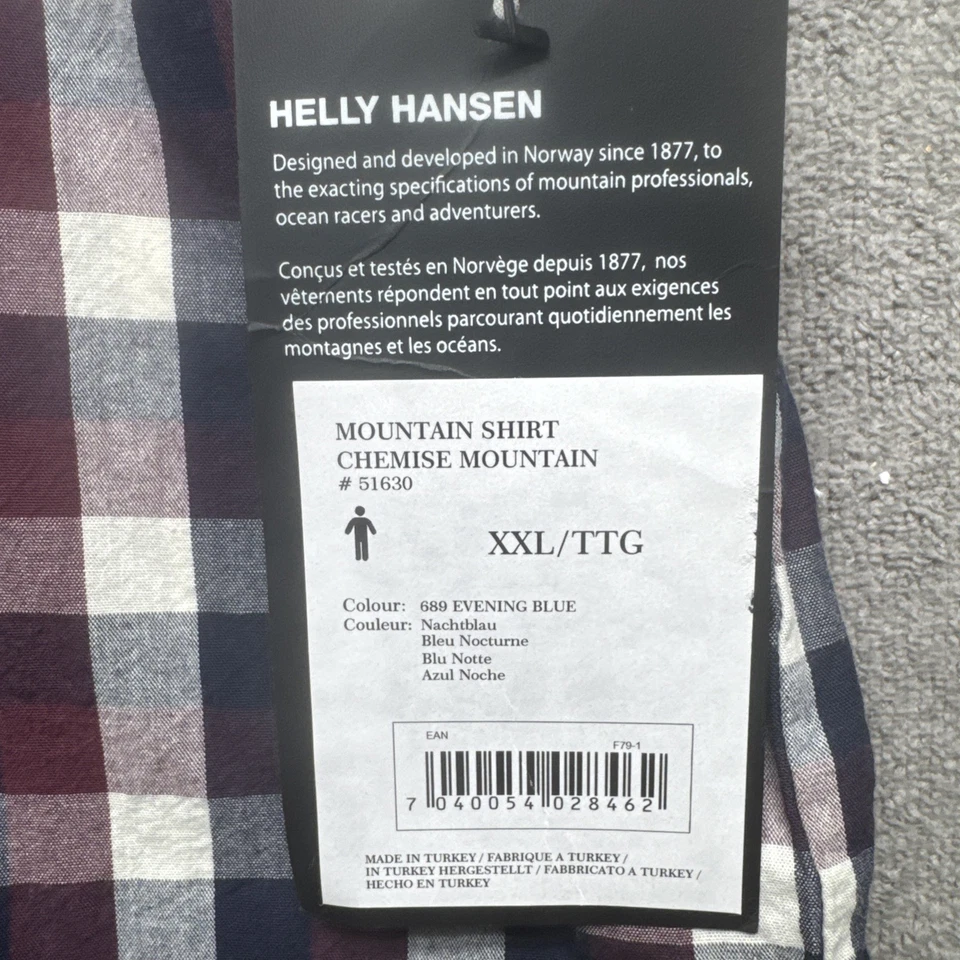 HELLY HANSEN
Designed and developed in Norway since 1877, to
the exacting specifications of mountain professionals,
ocean racers and adventurers.
Conçus et testés en Norvège depuis 1877, nos
vêtements répondent en tout point aux exigences
des professionnels parcourant quotidiennement les
montagnes et les océans.
MOUNTAIN SHIRT
CHEMISE MOUNTAIN
# 51630
XXL/TTG
Colour: 689 EVENING BLUE
Couleur: Nachtblau
Bleu Nocturne
Blu Notte
Azul Noche
EAN
F79-1
7 040054 028462
MADE IN TURKEY / FABRIQUE A TURKEY /
IN TURKEY HERGESTELLT / FABBRICATO A TURKEY /
HECHO EN TURKEY